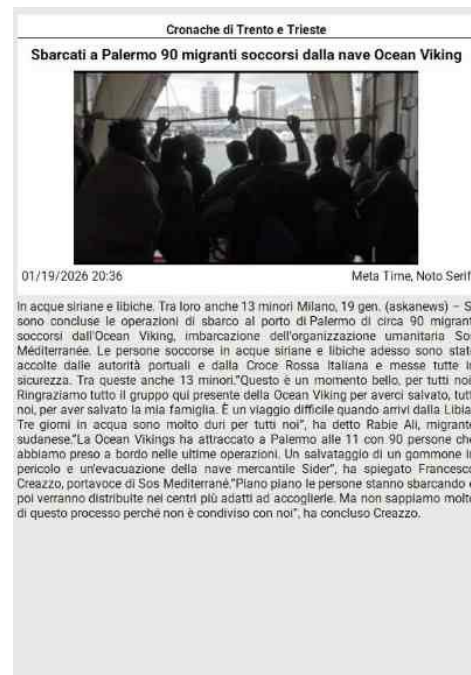 Cronache di Trento e Trieste
Sbarcati a Palermo 90 migranti soccorsi dalla nave Ocean Viking
01/19/2026 20:36
Meta Time, Noto Serif
In acque siriane e libiche. Tra loro anche 13 minori Milano, 19 gen. (askanews) – S
sono concluse le operazioni di sbarco al porto di Palermo di circa 90 migrant
soccorsi dall'Ocean Viking, imbarcazione dell'organizzazione umanitaria Sos
Méditerranée. Le persone soccorse in acque siriane e libiche adesso sono stat
accolte dalle autorità portuali e dalla Croce Rossa Italiana e messe tutte i
sicurezza. Tra queste anche 13 minori."Questo è un momento bello, per tutti noi
Ringraziamo tutto il gruppo qui presente della Ocean Viking per averci salvato, tutt
noi, per aver salvato la mia famiglia. È un viaggio difficile quando arrivi dalla Libia
Tre giorni in acqua sono molto duri per tutti noi", ha detto Rabie Ali, migrant
sudanese."La Ocean Vikings ha attraccato a Palermo alle 11 con 90 persone ch
abbiamo preso a bordo nelle ultime operazioni. Un salvataggio di un gommone i
pericolo e un'evacuazione della nave mercantile Sider", ha spiegato Francesc
Creazzo, portavoce di Sos Mediterrané."Piano piano le persone stanno sbarcando e
poi verranno distribuite nei centri più adatti ad accoglierle. Ma non sappiamo molt
di questo processo perché non è condiviso con noi", ha concluso Creazzo.